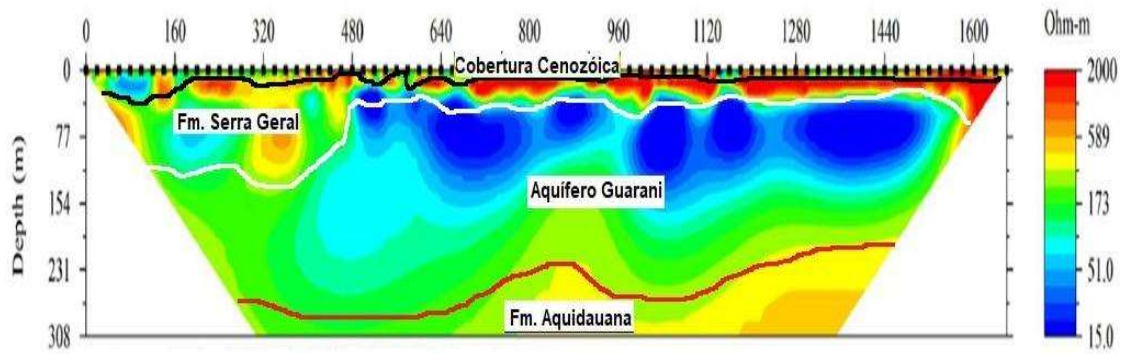 0 160 320 480 640 800 960 1120 1280 1440 1600 Ohm-m
0
77
154
231
308
Depth (m)
Cobertura Cenozóica
Fm. Serra Geral
Aquífero Guarani
Fm. Aquidauana
2000
589
173
51.0
15.0